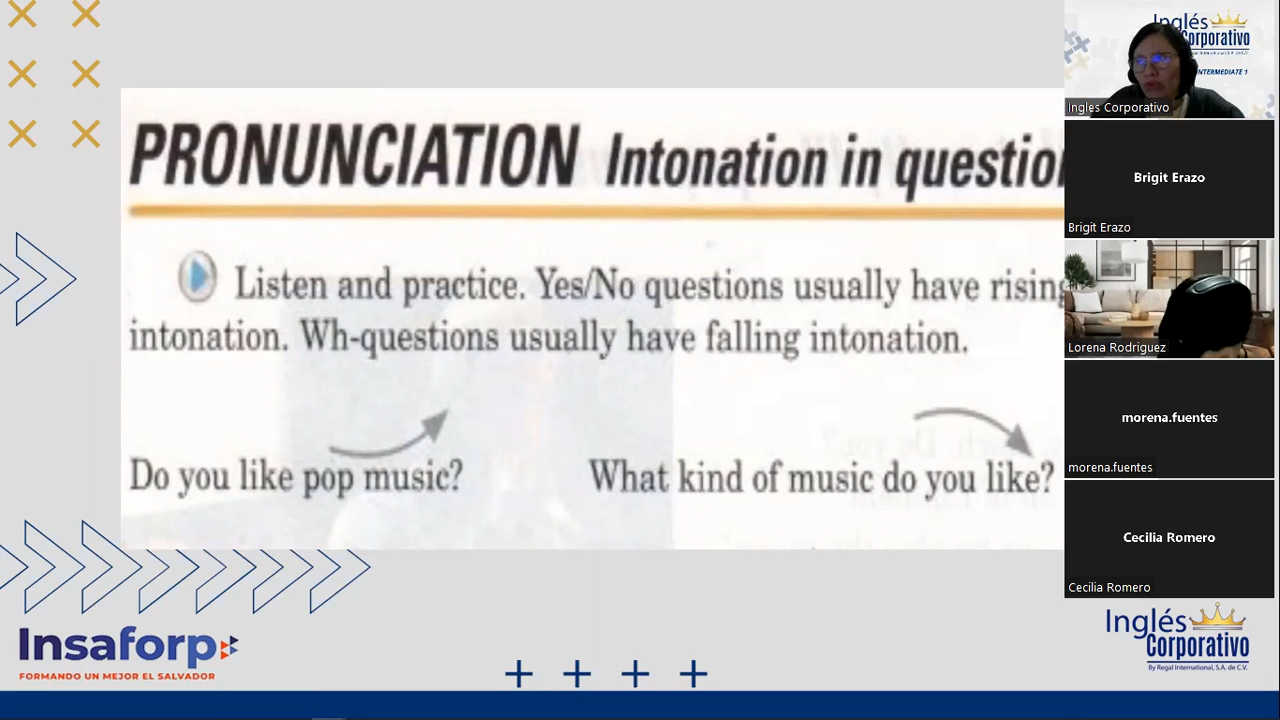 PRONUNCIATION Intonation in questio
Listen and practice. Yes/No questions usually have rising
intonation. Wh-questions usually have falling intonation.
Do you like pop music?
What kind of music do you like?
Insaforp
FORMANDO UN MEJOR EL SALVADOR
Inglés
Corporativo
INTERMEDIATE 1
Ingles Corporativo
Brigit Erazo
Brigit Erazo
Lorena Rodriguez
morena.fuentes
morena.fuentes
Cecilia Romero
Cecilia Romero
Inglés
Corporativo
By Regal International, S.A. de C.V.